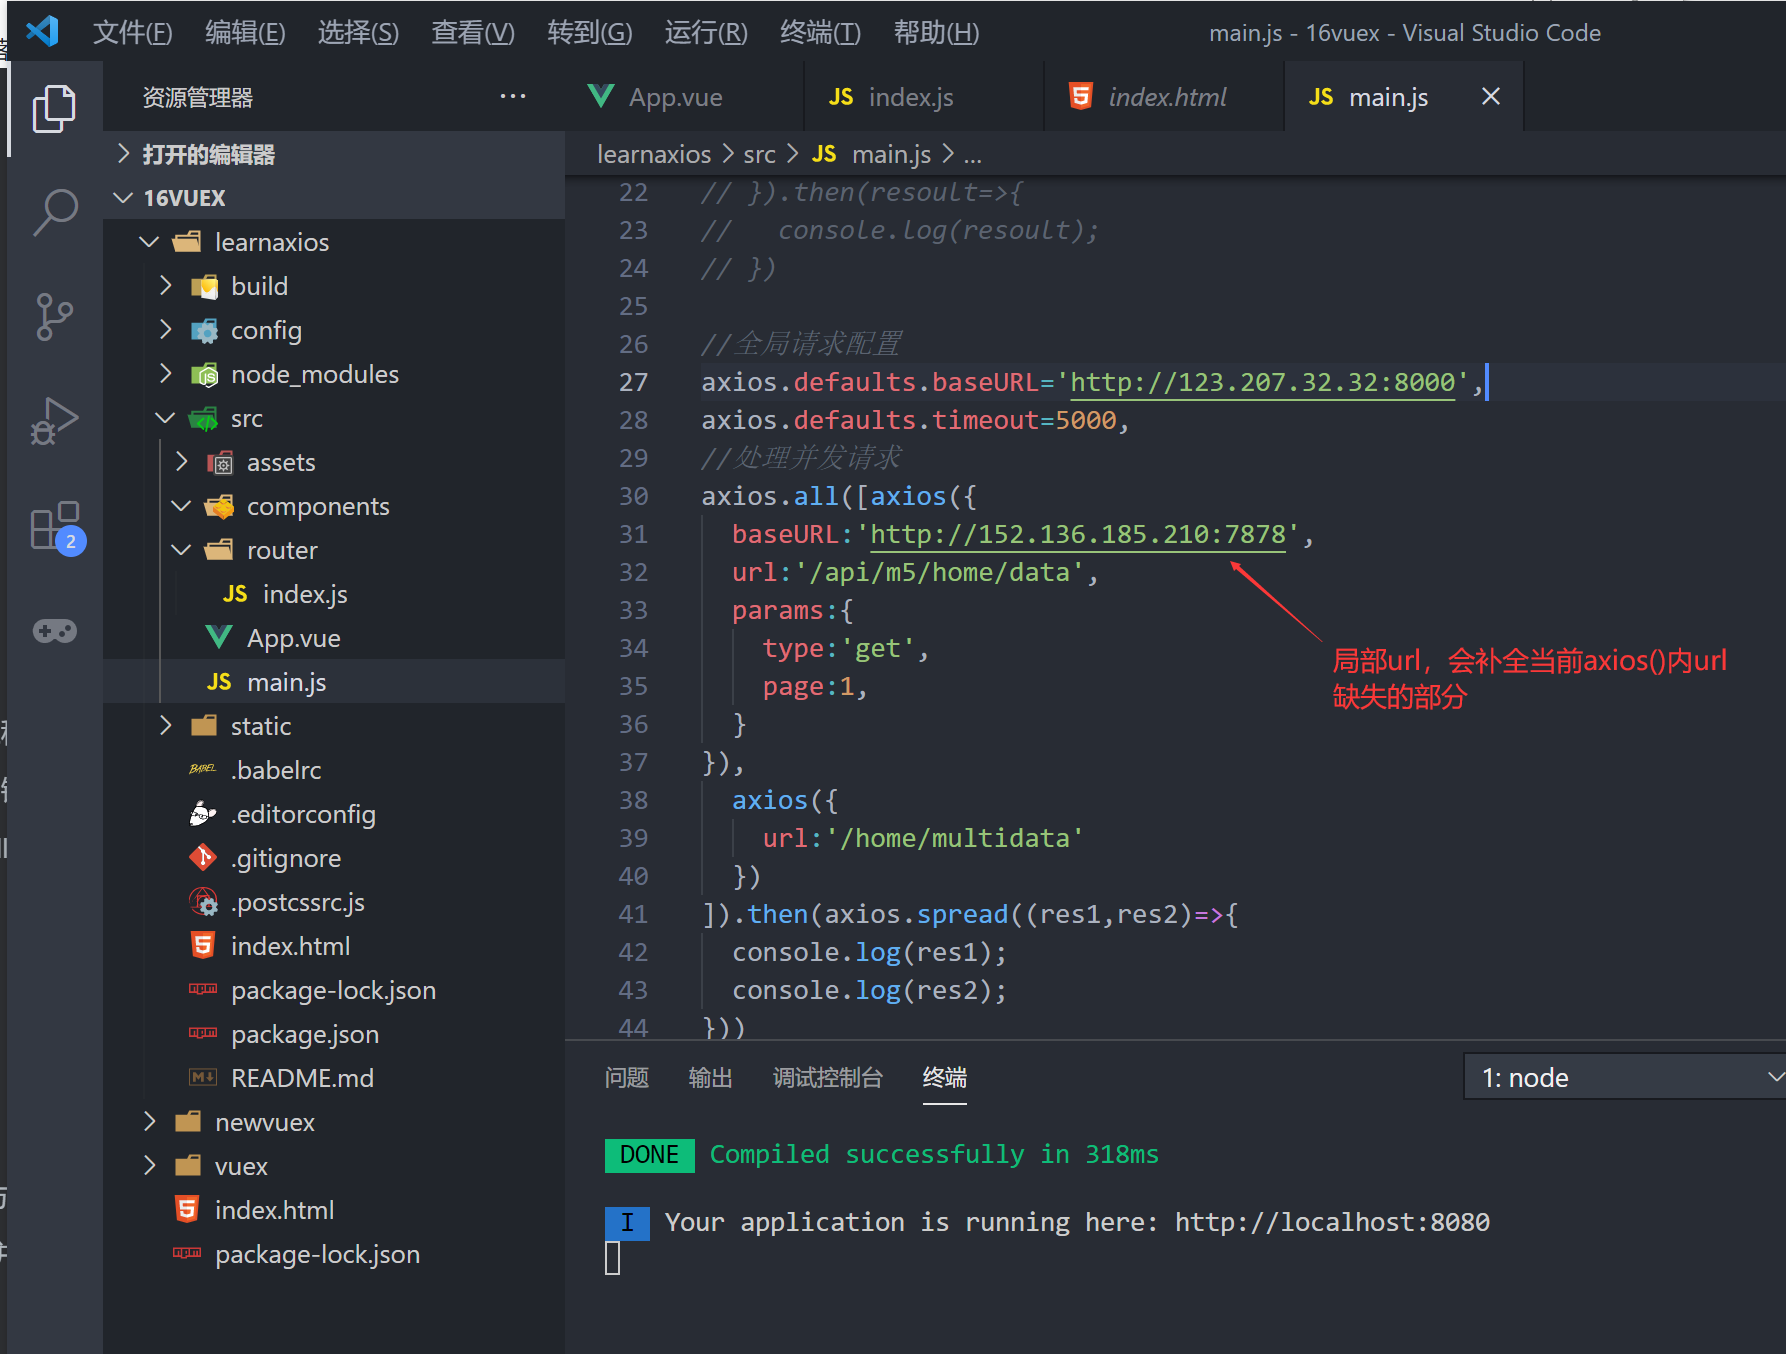 文件(F) 编辑(E) 选择(S) 查看(V) 转到(G) 运行(R) 终端(T) 帮助(H) main.js - 16vuex - Visual Studio Code
资源管理器 ···
App.vue
JS index.js
index.html
JS main.js ×
打开的编辑器
16VUEX
learnaxios
build
config
node_modules
src
assets
components
router
JS index.js
App.vue
JS main.js
static
BABEL .babelrc
.editorconfig
.gitignore
.postcssrc.js
index.html
package-lock.json
package.json
README.md
newvuex
vuex
index.html
package-lock.json
2
learnaxios > src > JS main.js > ...
22 // }).then(resoult=>{
23 //   console.log(resoult);
24 // })
25
26 //全局请求配置
27 axios.defaults.baseURL='http://123.207.32.32:8000',
28 axios.defaults.timeout=5000,
29 //处理并发请求
30 axios.all([axios({
31   baseURL:'http://152.136.185.210:7878',
32   url:'/api/m5/home/data',
33   params:{
34     type:'get',
35     page:1,
36   }
37 }),
38   axios({
39     url:'/home/multidata'
40   })
41 ]).then(axios.spread((res1,res2)=>{
42   console.log(res1);
43   console.log(res2);
44 }))
局部url，会补全当前axios()内url
缺失的部分
问题 输出 调试控制台 终端 1: node
DONE Compiled successfully in 318ms
I Your application is running here: http://localhost:8080